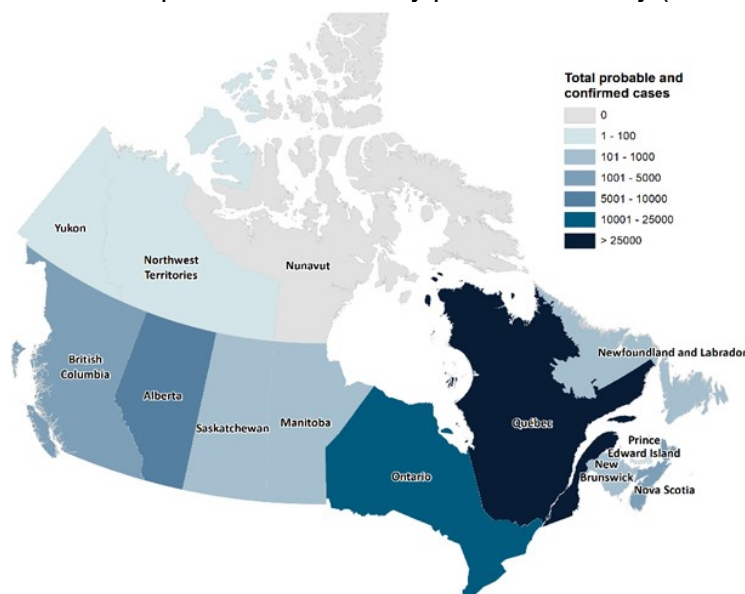 by
Total probable and
confirmed cases
0
1 - 100
101 - 1000
1001 - 5000
5001 - 10000
10001 - 25000
> 25000
Yukon
Northwest
Territories
Nunavut
British
Columbia
Alberta
Saskatchewan
Manitoba
Ontario
Québec
Newfoundland and Labrador
Prince
Edward Island
New
Brunswick
Nova Scotia